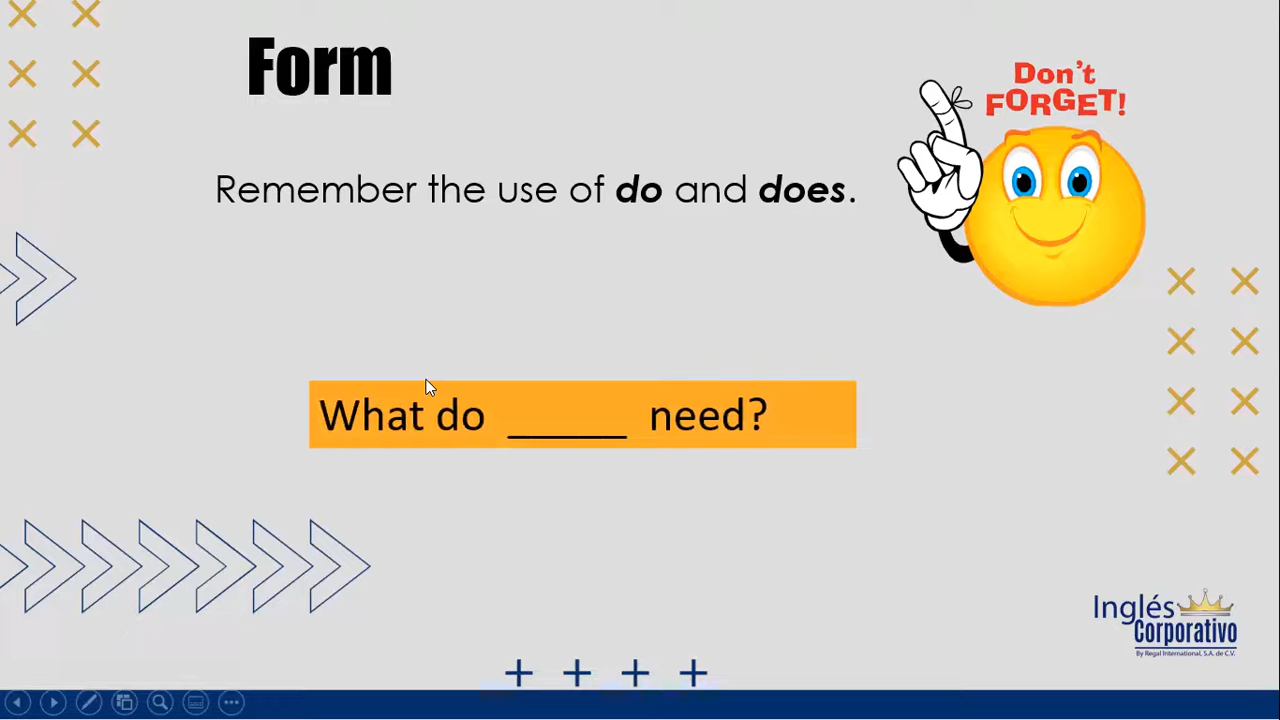 Form
Don't
FORGET!
Remember the use of do and does.
What do ______ need?
Inglés
Corporativo
By Regal International, S.A. de C.V.